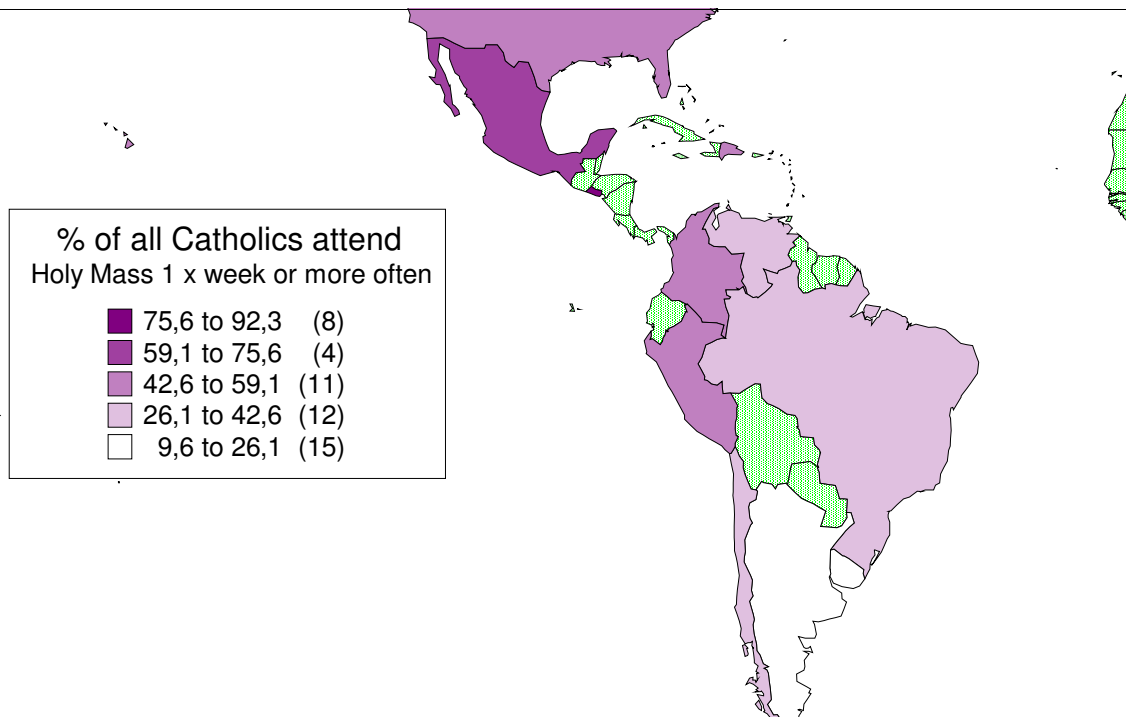 % of all Catholics attend
Holy Mass 1 x week or more often
75,6 to 92,3 (8)
59,1 to 75,6 (4)
42,6 to 59,1 (11)
26,1 to 42,6 (12)
9,6 to 26,1 (15)